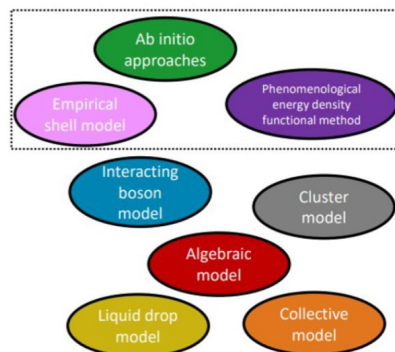 Ab initio
approaches
Empirical
shell model
Phenomenological
energy density
functional method
Interacting
boson
model
Cluster
model
Algebraic
model
Liquid drop
model
Collective
model